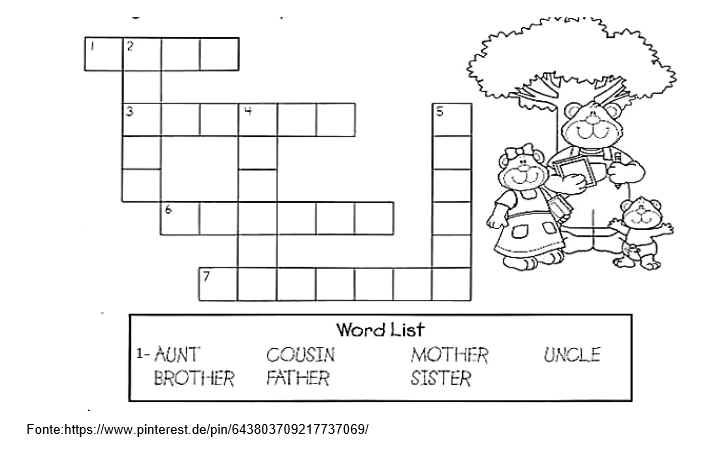 1 2
3 4 5
6
7
Word List
1- AUNT COUSIN MOTHER UNCLE
BROTHER FATHER SISTER
Fonte:https://www.pinterest.de/pin/643803709217737069/